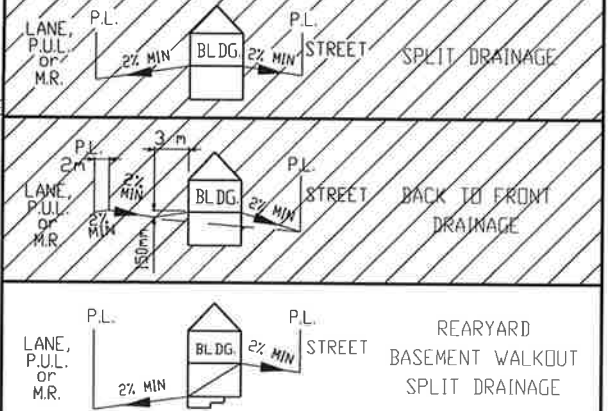 P.L.
P.L.
LANE,
P.U.L.
or
M.R.
2% MIN
BLDG.
2% MIN
STREET
SPLIT DRAINAGE
3 m
P.L.
2m
P.L.
LANE,
P.U.L.
or
M.R.
2%
MIN
2%
MIN
150mm
BLDG.
2% MIN
STREET
BACK TO FRONT
DRAINAGE
P.L.
P.L.
LANE,
P.U.L.
or
M.R.
2% MIN
BLDG.
2% MIN
STREET
REARYARD
BASEMENT WALKOUT
SPLIT DRAINAGE